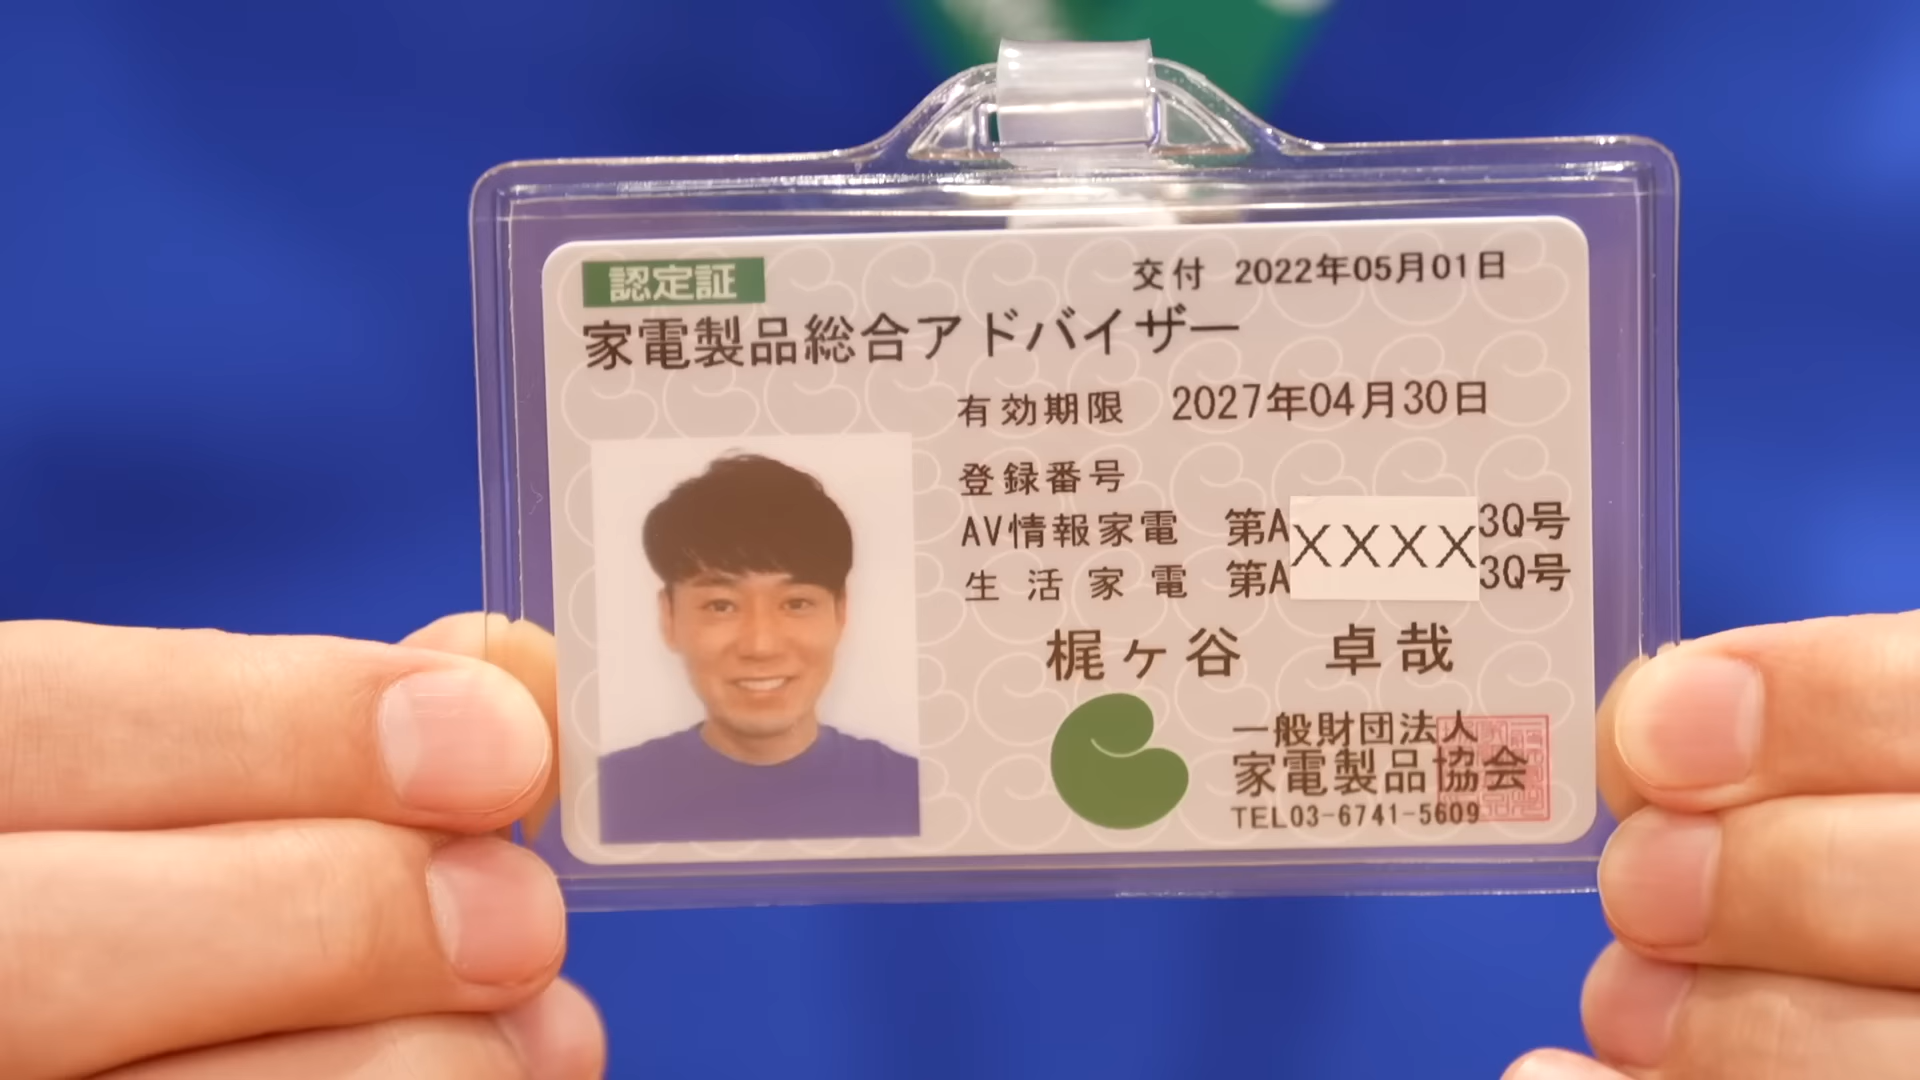 認定証
交付 2022年05月01日
家電製品総合アドバイザー
有効期限 2027年04月30日
登録番号
AV情報家電 第AXXXX3Q号
生活家電 第A 3Q号
梶ヶ谷 卓哉
一般財団法人
家電製品協会
TEL03-6741-5609